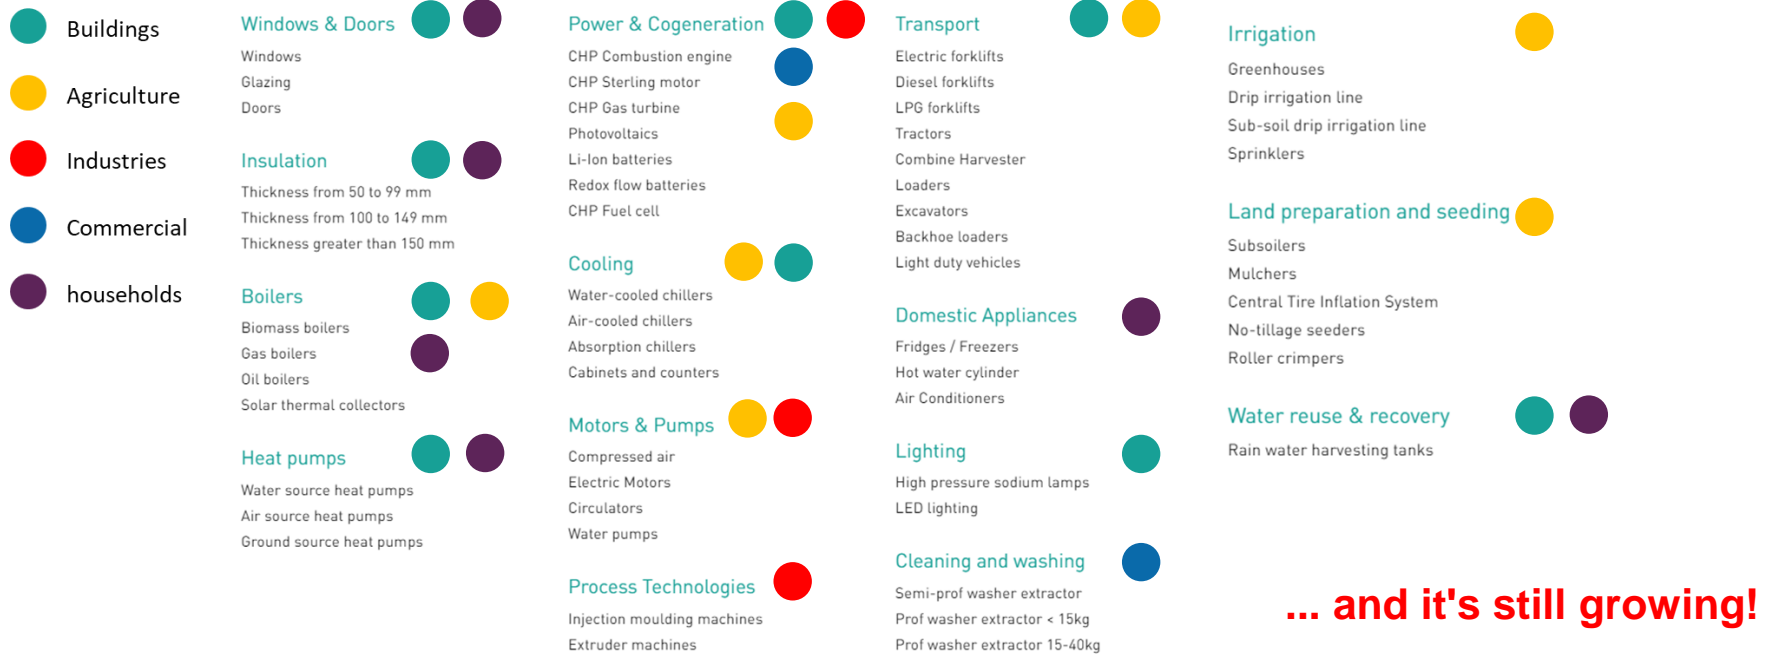 Buildings
Agriculture
Industries
Commercial
households
Windows & Doors
Windows
Glazing
Doors
Insulation
Thickness from 50 to 99 mm
Thickness from 100 to 149 mm
Thickness greater than 150 mm
Boilers
Biomass boilers
Gas boilers
Oil boilers
Solar thermal collectors
Heat pumps
Water source heat pumps
Air source heat pumps
Ground source heat pumps
Power & Cogeneration
CHP Combustion engine
CHP Sterling motor
CHP Gas turbine
Photovoltaics
Li-Ion batteries
Redox flow batteries
CHP Fuel cell
Cooling
Water-cooled chillers
Air-cooled chillers
Absorption chillers
Cabinets and counters
Motors & Pumps
Compressed air
Electric Motors
Circulators
Water pumps
Process Technologies
Injection moulding machines
Extruder machines
Transport
Electric forklifts
Diesel forklifts
LPG forklifts
Tractors
Combine Harvester
Loaders
Excavators
Backhoe loaders
Light duty vehicles
Domestic Appliances
Fridges / Freezers
Hot water cylinder
Air Conditioners
Lighting
High pressure sodium lamps
LED lighting
Cleaning and washing
Semi-prof washer extractor
Prof washer extractor < 15kg
Prof washer extractor 15-40kg
Irrigation
Greenhouses
Drip irrigation line
Sub-soil drip irrigation line
Sprinklers
Land preparation and seeding
Subsoilers
Mulchers
Central Tire Inflation System
No-tillage seeders
Roller crimpers
Water reuse & recovery
Rain water harvesting tanks
... and it's still growing!